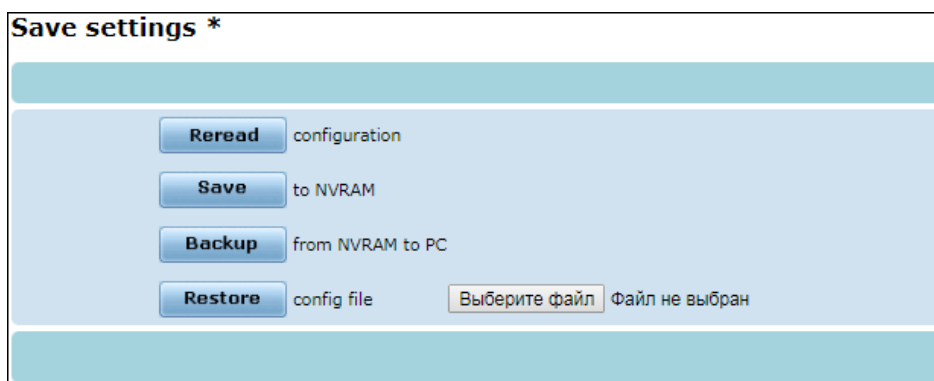 Save settings *
Reread configuration
Save to NVRAM
Backup from NVRAM to PC
Restore config file Выберите файл Файл не выбран